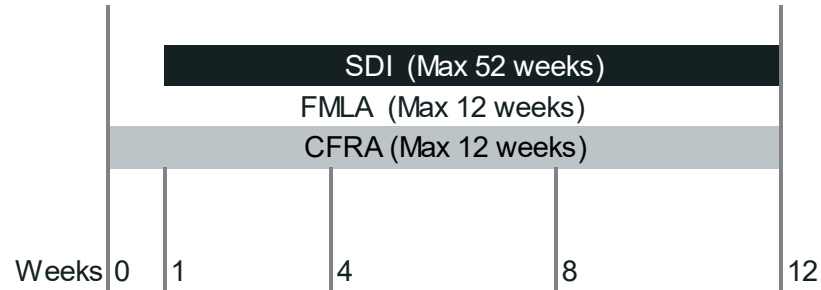 SDI (Max 52 weeks)
FMLA (Max 12 weeks)
CFRA (Max 12 weeks)
Weeks 0 1 4 8 12